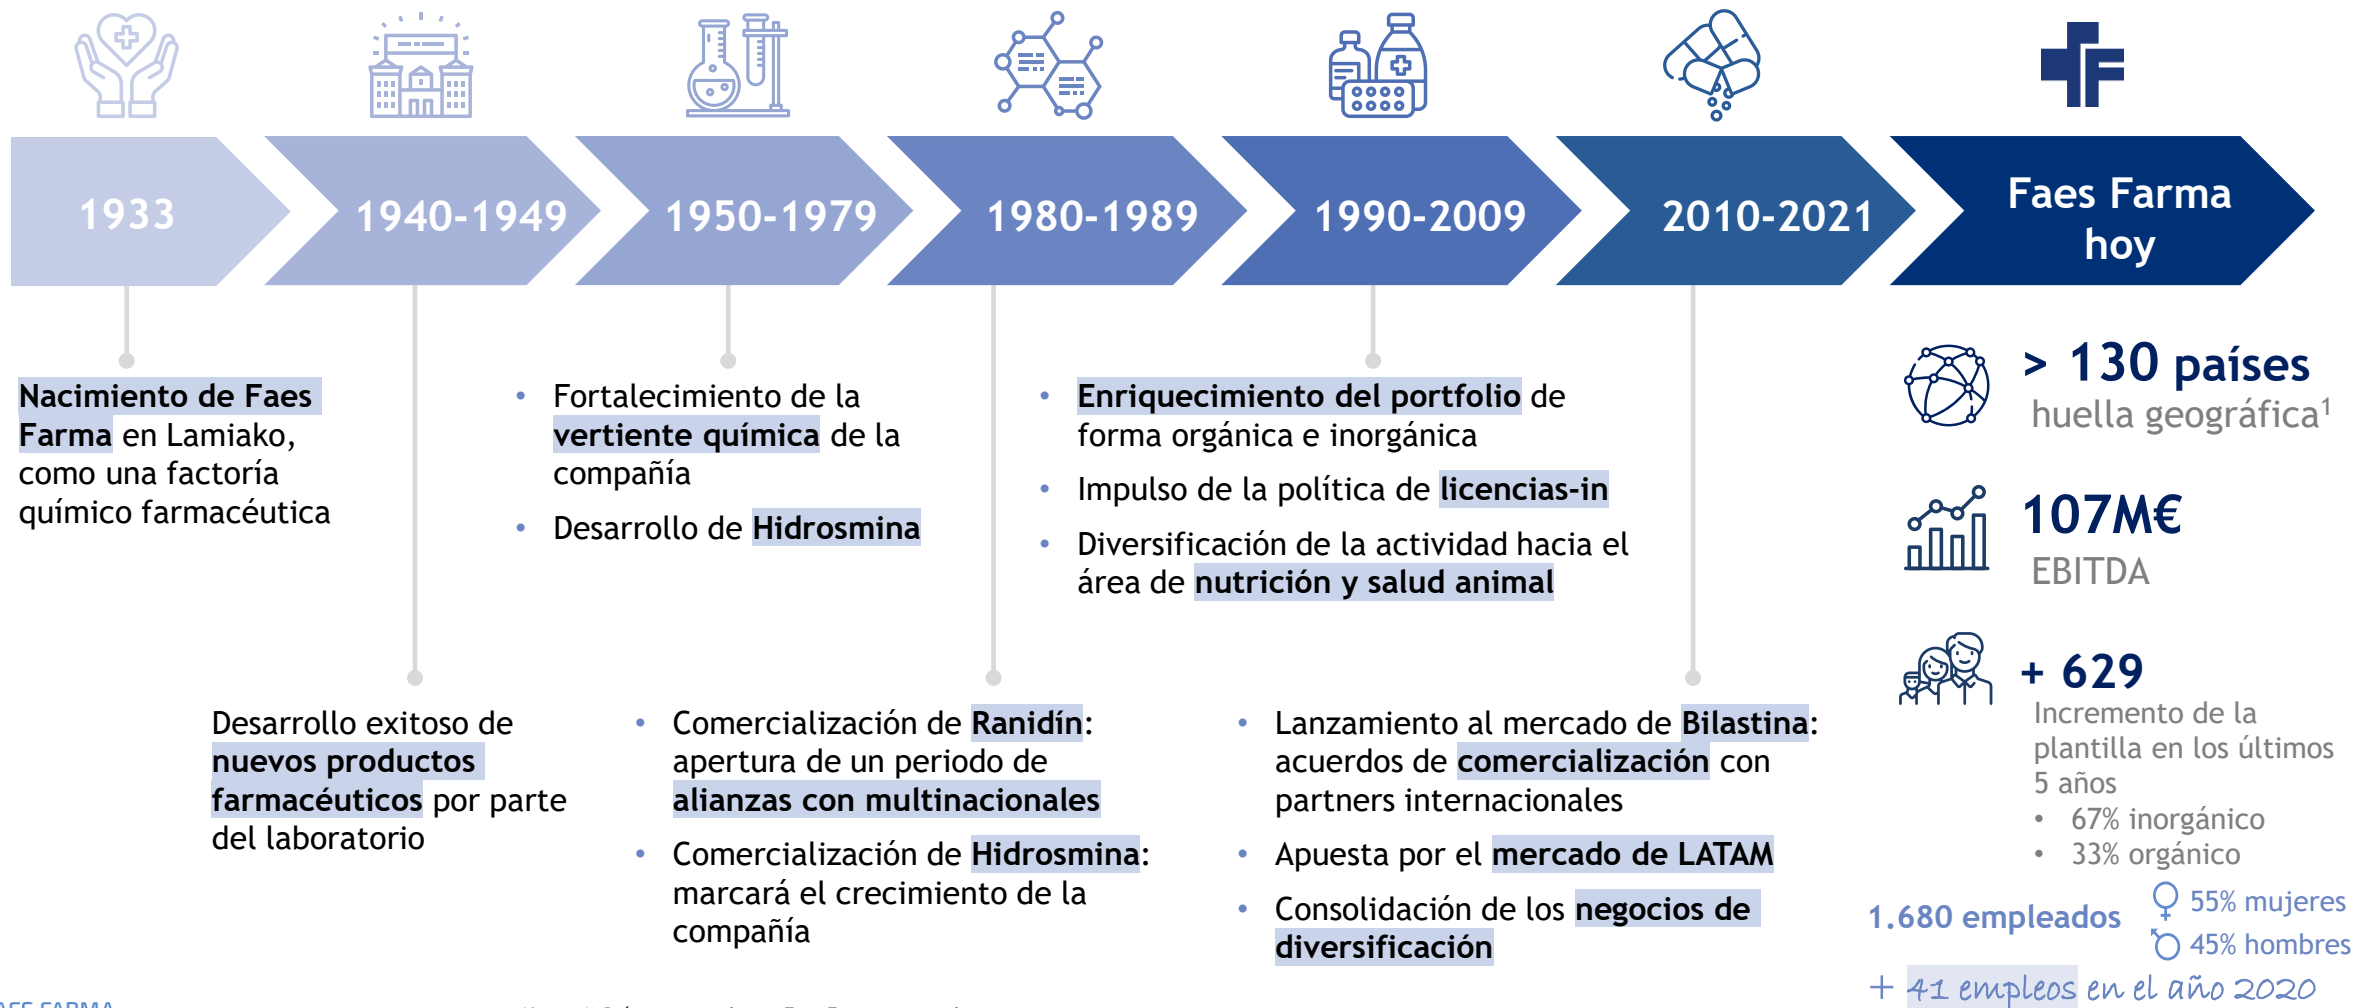 1933
1940-1949
1950-1979
1980-1989
1990-2009
2010-2021
Faes Farma
hoy
Nacimiento de Faes
Farma en Lamiako,
como una factoría
químico farmacéutica
Desarrollo exitoso de
nuevos productos
farmacéuticos por parte
del laboratorio
• Fortalecimiento de la
vertiente química de la
compañía
• Desarrollo de Hidrosmina
• Comercialización de Ranidín:
apertura de un periodo de
alianzas con multinacionales
• Comercialización de Hidrosmina:
marcará el crecimiento de la
compañía
• Enriquecimiento del portfolio de
forma orgánica e inorgánica
• Impulso de la política de licencias-in
• Diversificación de la actividad hacia el
área de nutrición y salud animal
• Lanzamiento al mercado de Bilastina:
acuerdos de comercialización con
partners internacionales
• Apuesta por el mercado de LATAM
• Consolidación de los negocios de
diversificación
> 130 países
huella geográfica¹
107M€
EBITDA
+ 629
Incremento de la
plantilla en los últimos
5 años
• 67% inorgánico
• 33% orgánico
1.680 empleados
55% mujeres
45% hombres
+ 41 empleos en el año 2020
FARMA